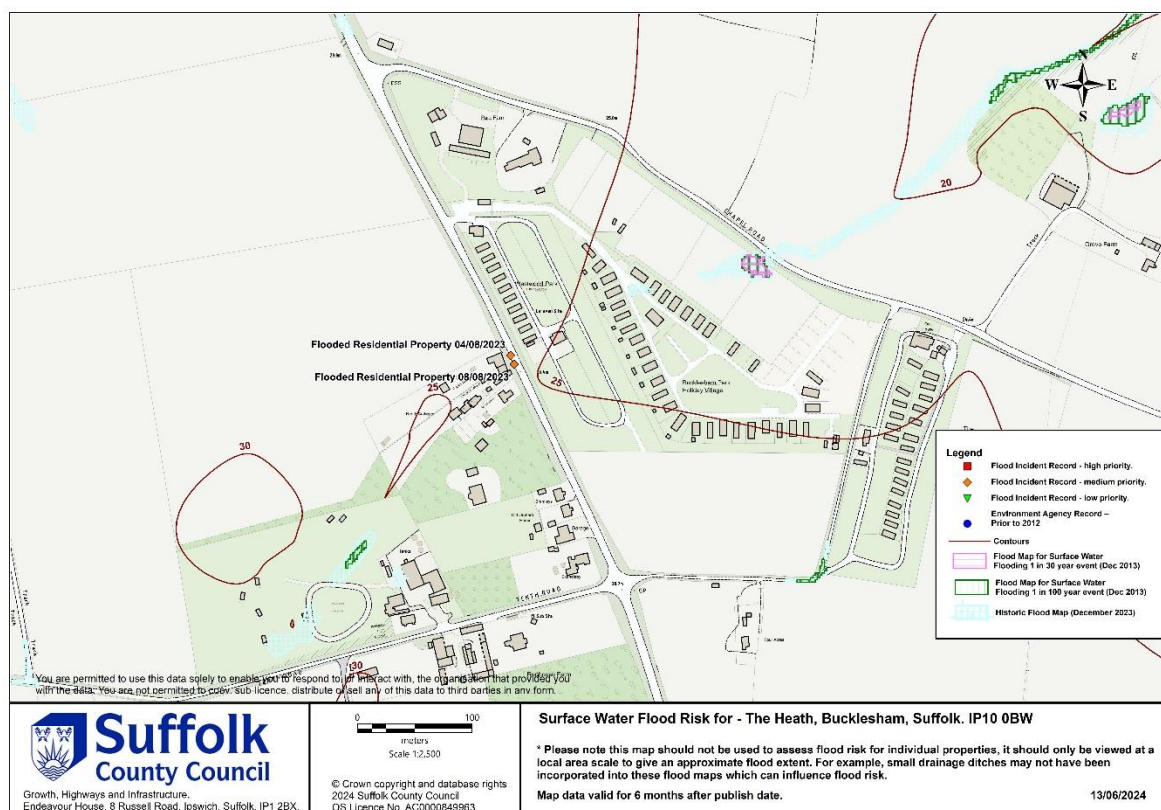 N
W E
S
25.0m
CHAPEL ROAD
20
Track
Grove Farm
Flooded Residential Property 04/08/2023
Flooded Residential Property 08/08/2023
25
25
Bucklesham Park
Holiday Village
30
TENTH ROAD
Track
Track
30
Legend
Flood Incident Record - high priority.
Flood Incident Record - medium priority.
Flood Incident Record - low priority.
Environment Agency Record –
Prior to 2012
Contours
Flood Map for Surface Water
Flooding 1 in 30 year event (Dec 2013)
Flood Map for Surface Water
Flooding 1 in 100 year event (Dec 2013)
Historic Flood Map (December 2023)
You are permitted to use this data solely to enable you to respond to, or interact with, the organisation that provided you
with the data. You are not permitted to copy, sub-licence, distribute or sell any of this data to third parties in any form.
Suffolk
County Council
Growth, Highways and Infrastructure.
Endeavour House, 8 Russell Road, Ipswich, Suffolk, IP1 2BX.
0 100
meters
Scale 1:2,500
© Crown copyright and database rights
2024 Suffolk County Council
OS Licence No. AC0000849963
Surface Water Flood Risk for - The Heath, Bucklesham, Suffolk. IP10 0BW
* Please note this map should not be used to assess flood risk for individual properties, it should only be viewed at a
local area scale to give an approximate flood extent. For example, small drainage ditches may not have been
incorporated into these flood maps which can influence flood risk.
Map data valid for 6 months after publish date.
13/06/2024